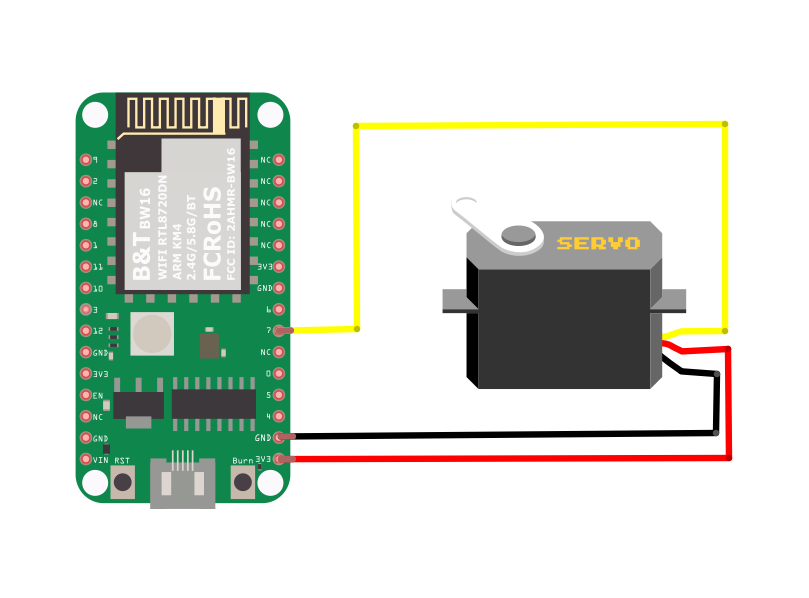 9
2
NC
8
1
11
10
3
12
GND
3V3
EN
NC
GND
VIN
RST
B&T BW16
WIFI RTL8720DN
ARM KM4
2.4G/5.8G/BT
FCRoHS
FCC ID: 2AHMR-BW16
NC
NC
NC
NC
NC
3V3
GND
6
7
NC
0
5
4
GND
3V3
Burn
SERVO